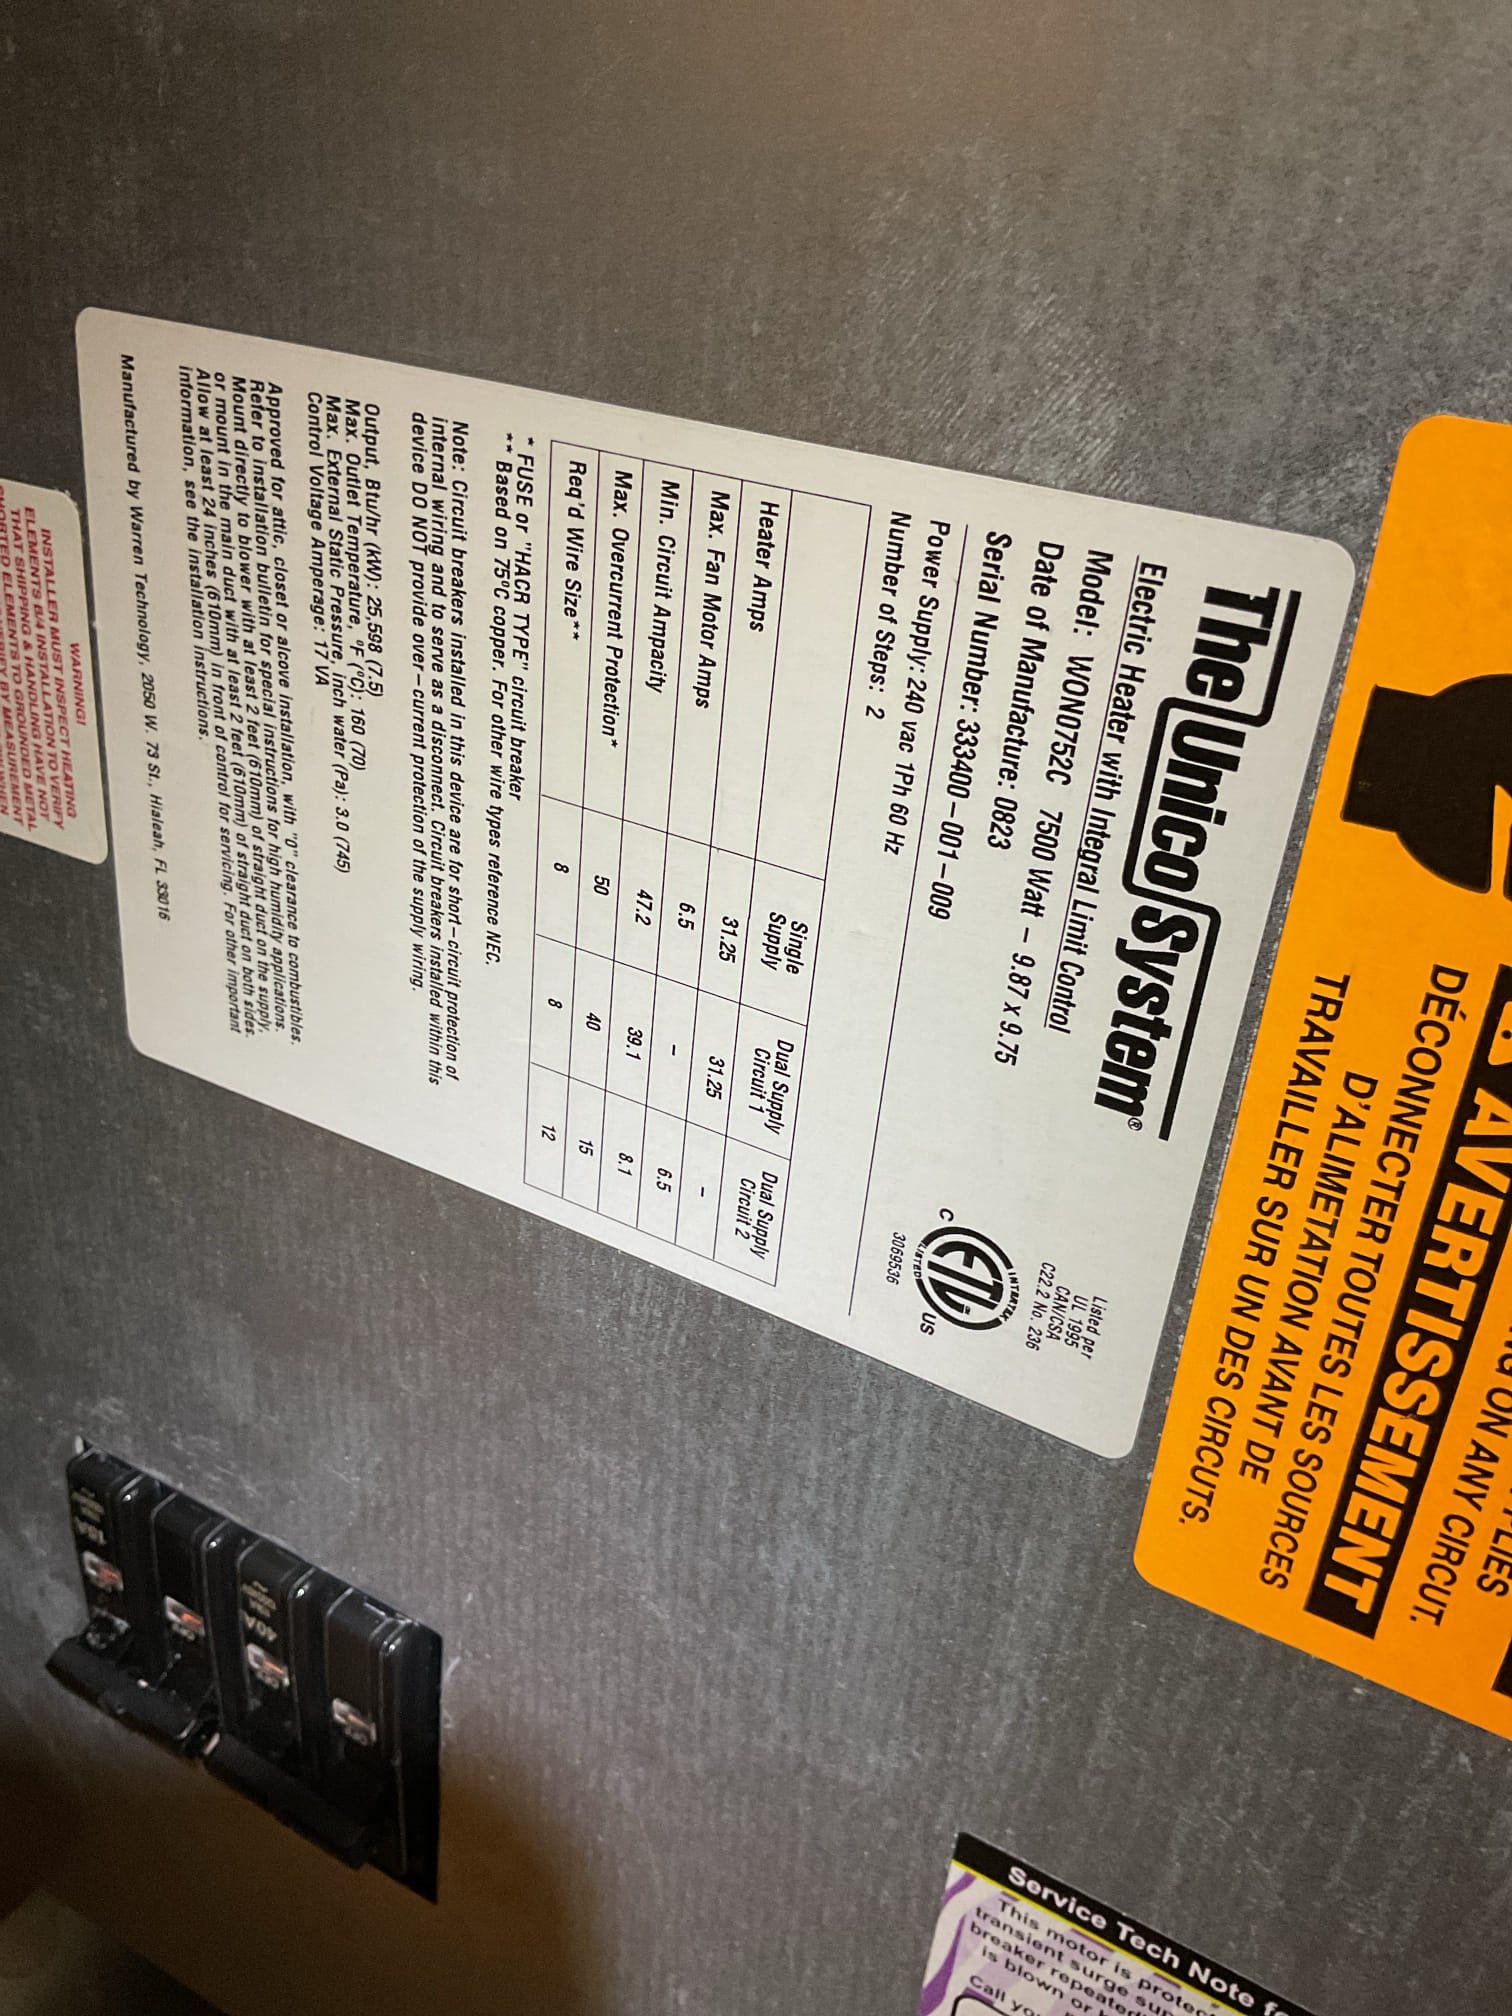 The Unico System®
Electric Heater with Integral Limit Control
Model: WON0752C 7500 Watt – 9.87 x 9.75
Date of Manufacture: 0823
Serial Number: 333400–001–009
Power Supply: 240 vac 1Ph 60 Hz
Number of Steps: 2
Listed per
UL 1995
CAN/CSA
C22.2 No. 236
INTERTEK
C ETL US
LISTED
3069536
Single Supply Dual Supply Circuit 1 Dual Supply Circuit 2
Heater Amps 31.25 31.25 –
Max. Fan Motor Amps 6.5 – 6.5
Min. Circuit Ampacity 47.2 39.1 8.1
Max. Overcurrent Protection* 50 40 15
Req'd Wire Size** 8 8 12
* FUSE or "HACR TYPE" circuit breaker
** Based on 75°C copper. For other wire types reference NEC.
Note: Circuit breakers installed in this device are for short–circuit protection of
internal wiring and to serve as a disconnect. Circuit breakers installed within this
device DO NOT provide over–current protection of the supply wiring.
Output, Btu/hr (kW): 25,598 (7.5)
Max. Outlet Temperature, °F (°C): 160 (70)
Max. External Static Pressure, inch water (Pa): 3.0 (745)
Control Voltage Amperage: 17 VA
Approved for attic, closet or alcove installation, with "0" clearance to combustibles.
Refer to installation bulletin for special instructions for high humidity applications.
Mount directly to blower with at least 2 feet (610mm) of straight duct on the supply,
or mount in the main duct with at least 2 feet (610mm) of straight duct on both sides.
Allow at least 24 inches (610mm) in front of control for servicing. For other important
information, see the installation instructions.
Manufactured by Warren Technology, 2050 W. 73 St., Hialeah, FL 33016
ON ANY CIRCUT.
AVERTISSEMENT
DÉCONNECTER TOUTES LES SOURCES
D'ALIMETATION AVANT DE
TRAVAILLER SUR UN DES CIRCUTS.
WARNING!
INSTALLER MUST INSPECT HEATING
ELEMENTS B/4 INSTALLATION TO VERIFY
THAT SHIPPING & HANDLING HAVE NOT
SHORTED ELEMENTS TO GROUNDED METAL
BY MEASUREMENT
WHEN
40A
Service Tech Note
This motor is
transient surge
breaker
is blown or
Call